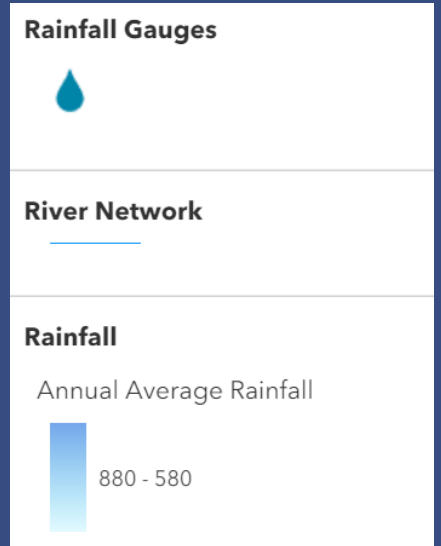 Rainfall Gauges
River Network
Rainfall
Annual Average Rainfall
880 - 580